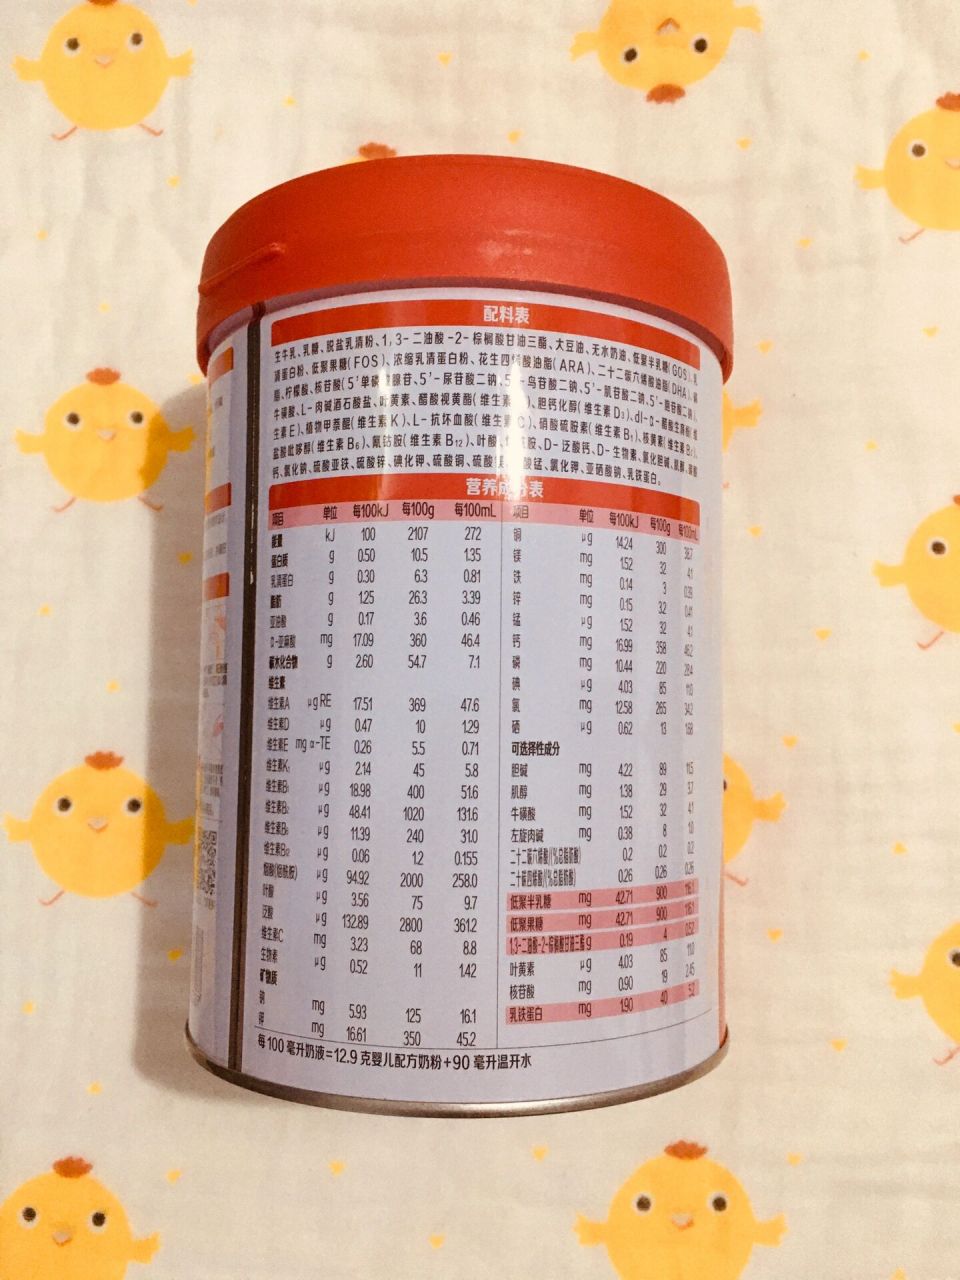 配料表
生牛乳、乳糖、脱盐乳清粉、1,3-二油酸-2-棕榈酸甘油三酯、大豆油、无水奶油、低聚半乳糖(GOS)、乳
清蛋白粉、低聚果糖(FOS)、浓缩乳清蛋白粉、花生四烯酸油脂(ARA)、二十二碳六烯酸油脂(DHA)、
脂、柠檬酸、核苷酸(5'单磷酸腺苷、5'-尿苷酸二钠、5'-鸟苷酸二钠、5'-肌苷酸二钠、5'-胞苷酸二钠)、
牛磺酸、L-肉碱酒石酸盐、叶黄素、醋酸视黄酯(维生素 )、胆钙化醇(维生素D₃)、dl-α-醋酸生育酚(维
生素E)、植物甲萘醌(维生素K)、L-抗坏血酸(维生素C)、硝酸硫胺素(维生素B₁)、核黄素(维生素B₂)、
盐酸吡哆醇(维生素B₆)、氰钴胺(维生素B₁₂)、叶酸、 胺、D-泛酸钙、D-生物素、氯化胆碱、肌醇、
钙、氯化钠、硫酸亚铁、硫酸锌、碘化钾、硫酸铜、硫酸镁、 酸锰、氯化钾、亚硒酸钠、乳铁蛋白。
营养成分表
项目 单位 每100kJ 每100g 每100mL
能量 kJ 100 2107 272
蛋白质 g 0.50 10.5 1.35
乳清蛋白 g 0.30 6.3 0.81
脂肪 g 1.25 26.3 3.39
亚油酸 g 0.17 3.6 0.46
α-亚麻酸 mg 17.09 360 46.4
碳水化合物 g 2.60 54.7 7.1
维生素
维生素A μgRE 17.51 369 47.6
维生素D μg 0.47 10 1.29
维生素E mg α-TE 0.26 5.5 0.71
维生素K₁ μg 2.14 45 5.8
维生素B₁ μg 18.98 400 51.6
维生素B₂ μg 48.41 1020 131.6
维生素B₆ μg 11.39 240 31.0
维生素B₁₂ μg 0.06 1.2 0.155
烟酸(烟酰胺) μg 94.92 2000 258.0
叶酸 μg 3.56 75 9.7
泛酸 μg 132.89 2800 361.2
维生素C mg 3.23 68 8.8
生物素 μg 0.52 11 1.42
矿物质
钠 mg 5.93 125 16.1
钾 mg 16.61 350 45.2
项目 单位 每100kJ 每100g 每100mL
铜 μg 14.24 300 38.7
镁 mg 1.52 32 4.1
铁 mg 0.14 3 0.39
锌 mg 0.15 3.2 0.41
锰 μg 1.52 32 4.1
钙 mg 16.99 358 46.2
磷 mg 10.44 220 28.4
碘 μg 4.03 85 11.0
氯 mg 12.58 265 34.2
硒 μg 0.62 13 1.68
可选择性成分
胆碱 mg 4.22 89 11.5
肌醇 mg 1.38 29 3.7
牛磺酸 mg 1.52 32 4.1
左旋肉碱 mg 0.38 8 1.0
二十二碳六烯酸(%总脂肪酸) 0.2 0.2 0.2
二十碳四烯酸(%总脂肪酸) 0.26 0.26 0.26
低聚半乳糖 mg 42.71 900 116.1
低聚果糖 mg 42.71 900 116.1
1,3-二油酸-2-棕榈酸甘油三酯 g 0.19 4 0.52
叶黄素 μg 4.03 85 11.0
核苷酸 mg 0.90 19 2.45
乳铁蛋白 mg 1.90 40 5.2
每100毫升奶液=12.9克婴儿配方奶粉+90毫升温开水